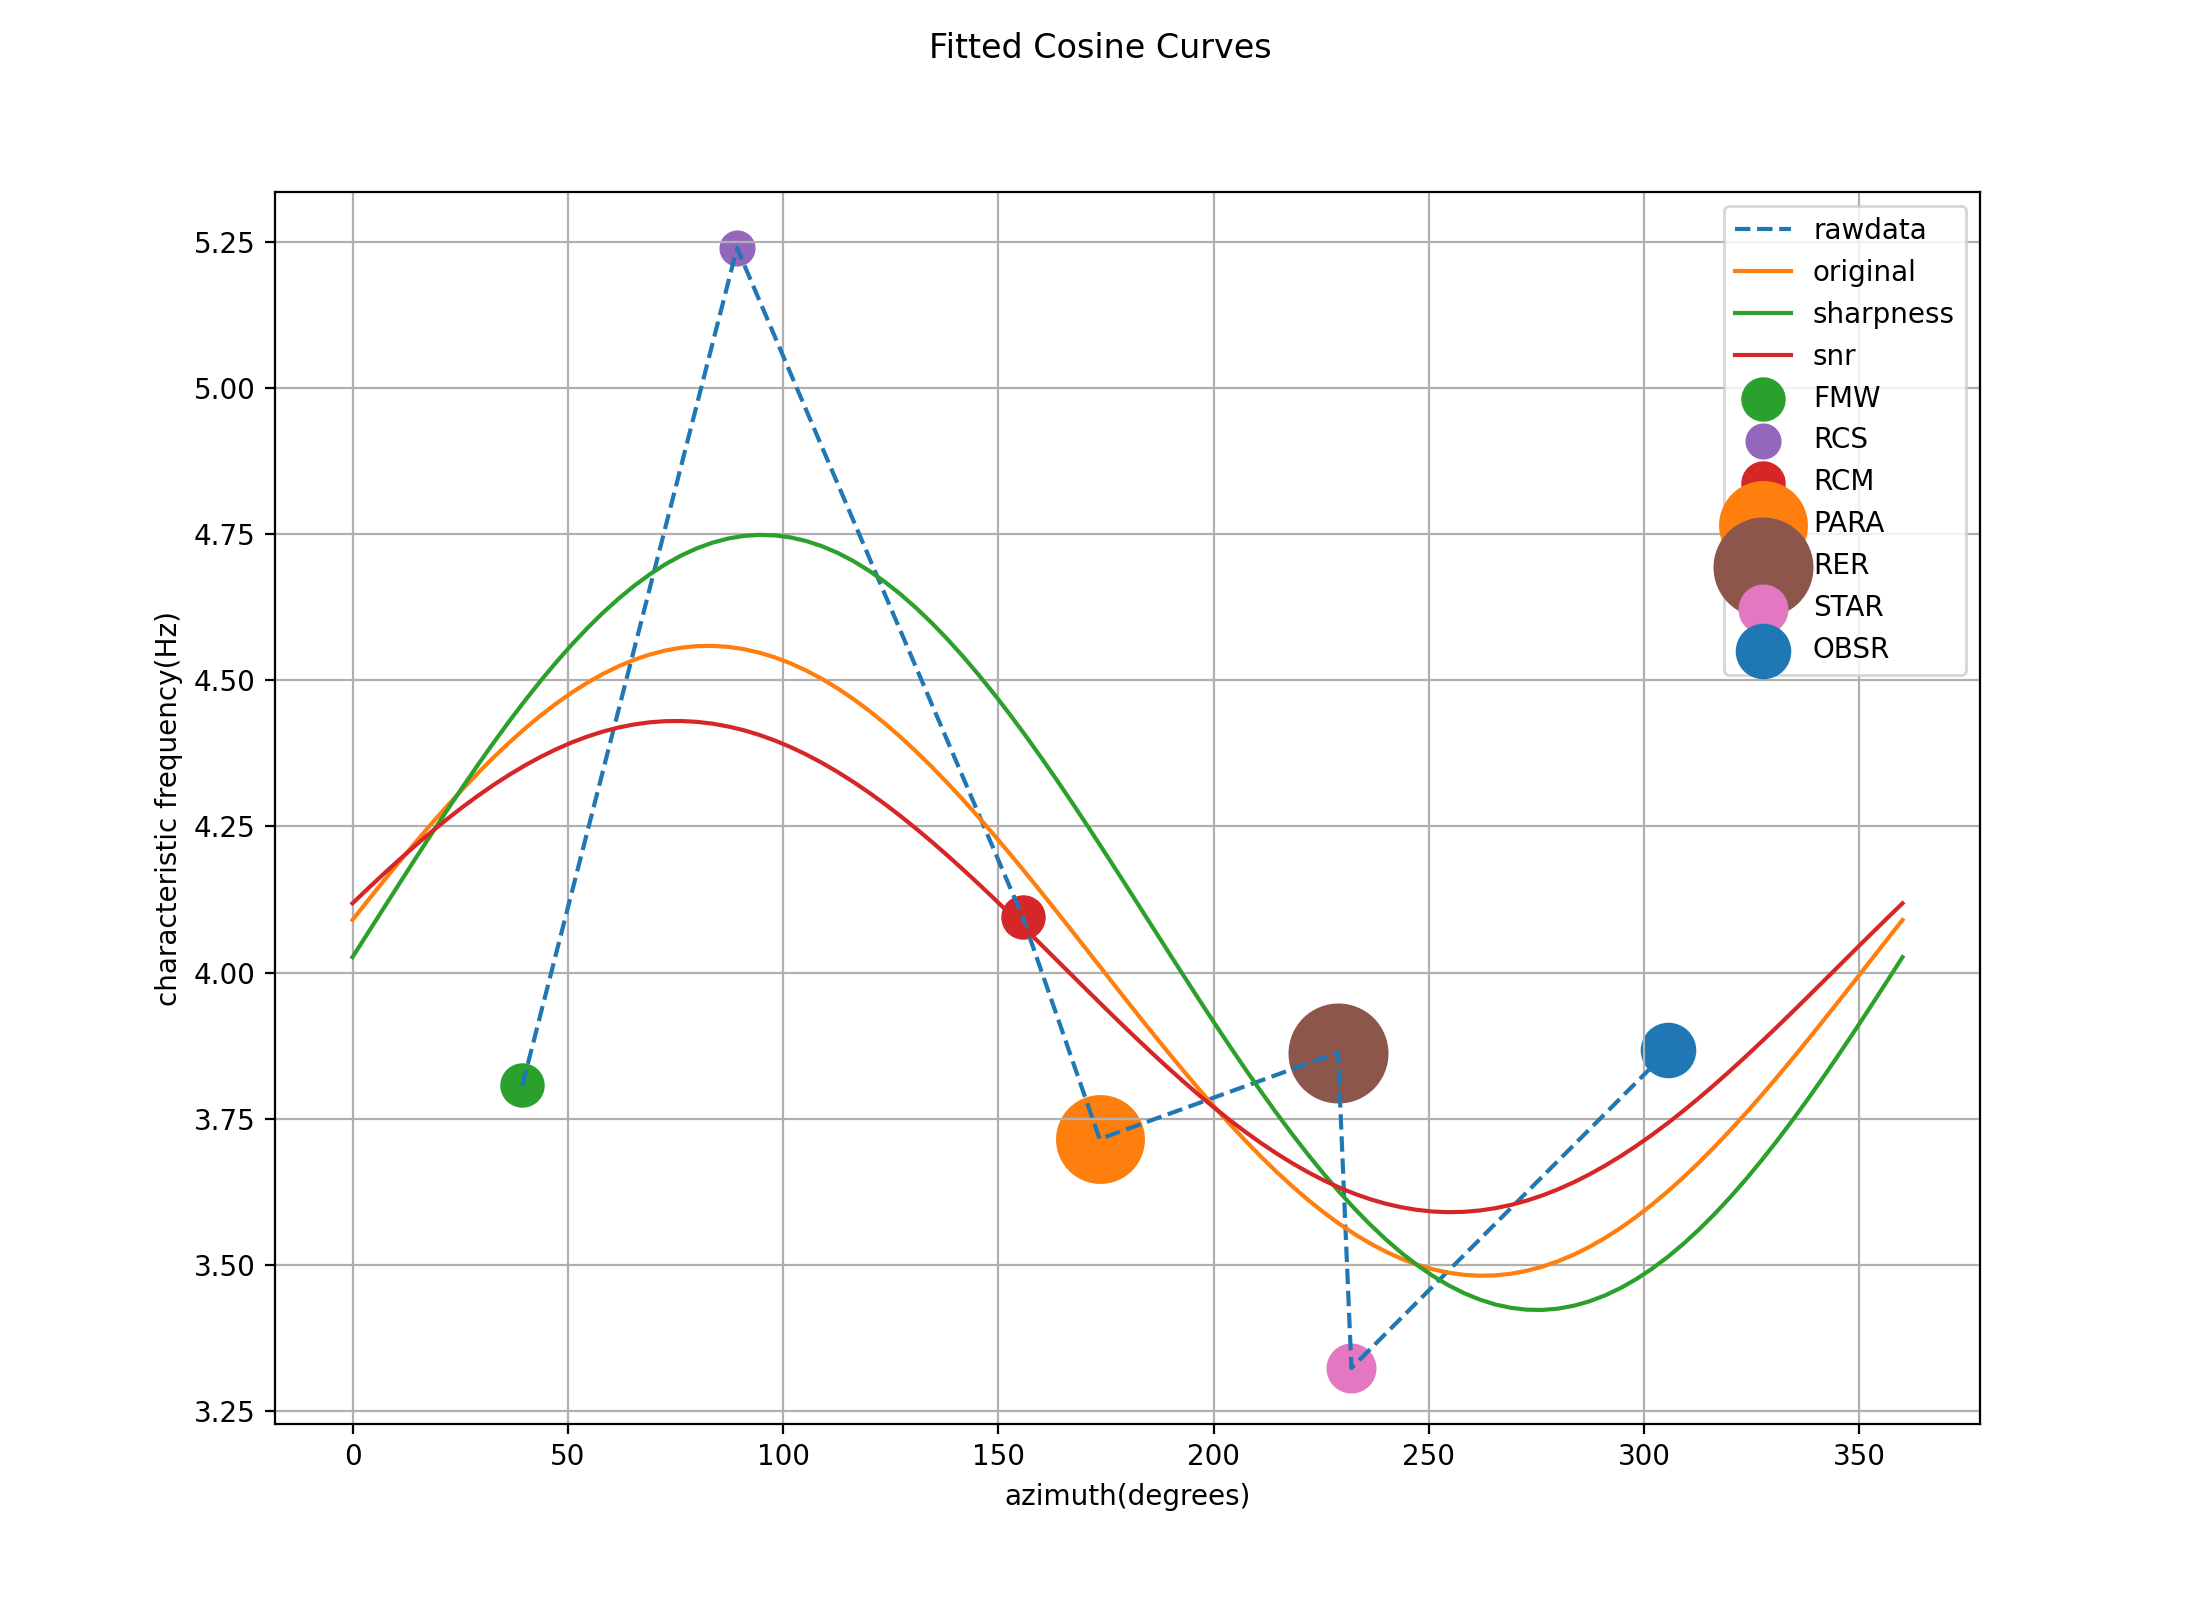 Fitted Cosine Curves
characteristic frequency(Hz)
5.25
5.00
4.75
4.50
4.25
4.00
3.75
3.50
3.25
rawdata
original
sharpness
snr
FMW
RCS
RCM
PARA
RER
STAR
OBSR
0 50 100 150 200 250 300 350
azimuth(degrees)